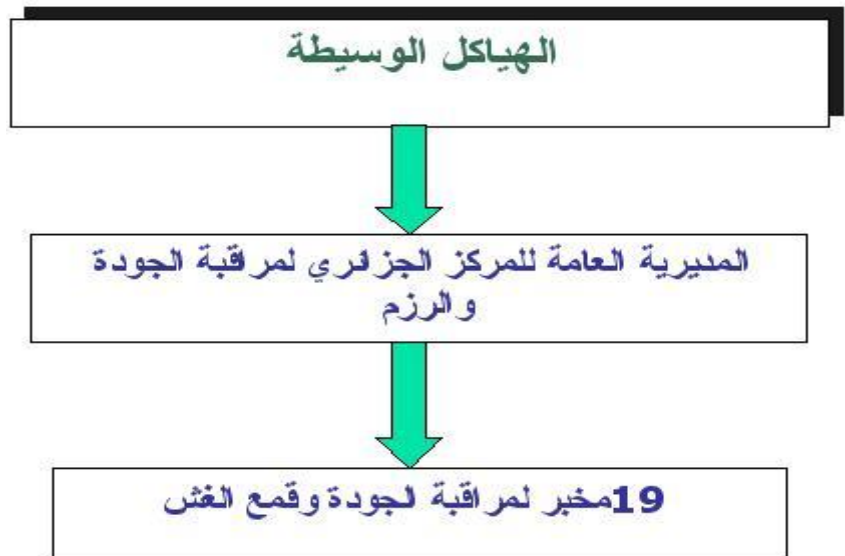 الهياكل الوسيطة
المديرية العامة للمركز الجزائري لمراقبة الجودة
والرزم
19مخبر لمراقبة الجودة وقمع الغش